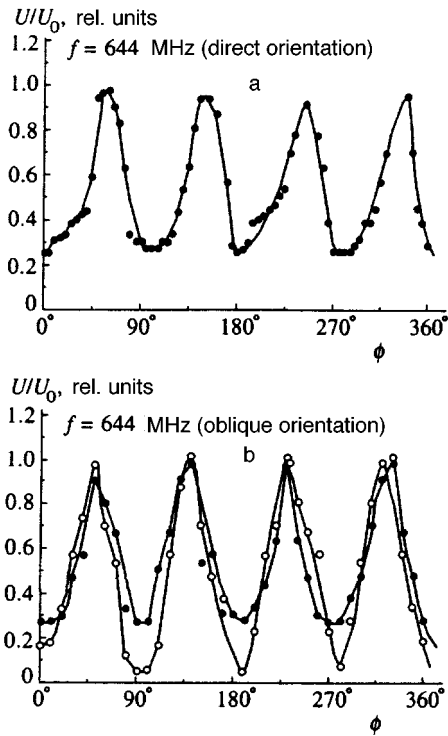 U/U₀, rel. units
f = 644 MHz (direct orientation)
a
1.2
1.0
0.8
0.6
0.4
0.2
0
0° 90° 180° 270° 360°
ϕ
U/U₀, rel. units
f = 644 MHz (oblique orientation)
b
1.2
1.0
0.8
0.6
0.4
0.2
0
0° 90° 180° 270° 360°
ϕ